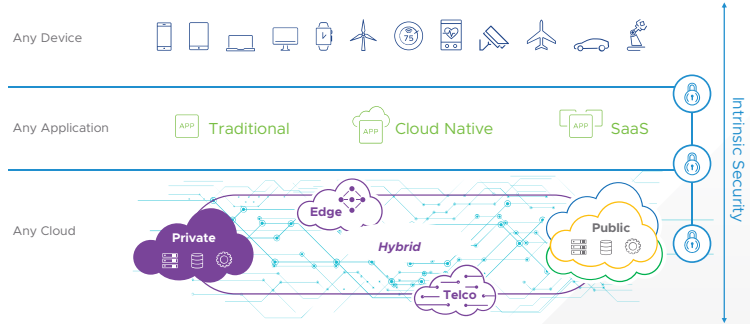 Any Device
75
Any Application
APP
Traditional
APP
Cloud Native
APP
SaaS
Any Cloud
Private
Edge
Hybrid
Telco
Public
Intrinsic Security